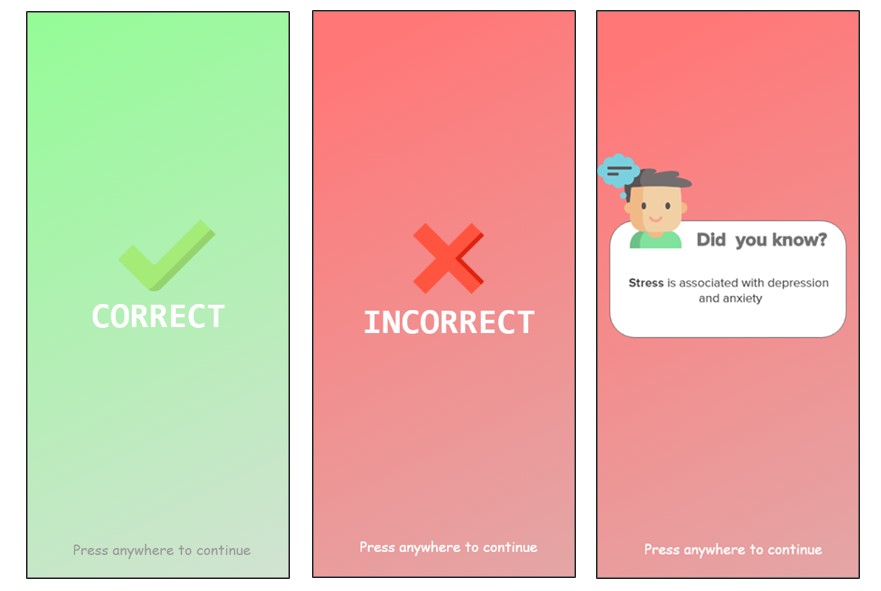 CORRECT
Press anywhere to continue
INCORRECT
Press anywhere to continue
Did you know?
Stress is associated with depression
and anxiety
Press anywhere to continue